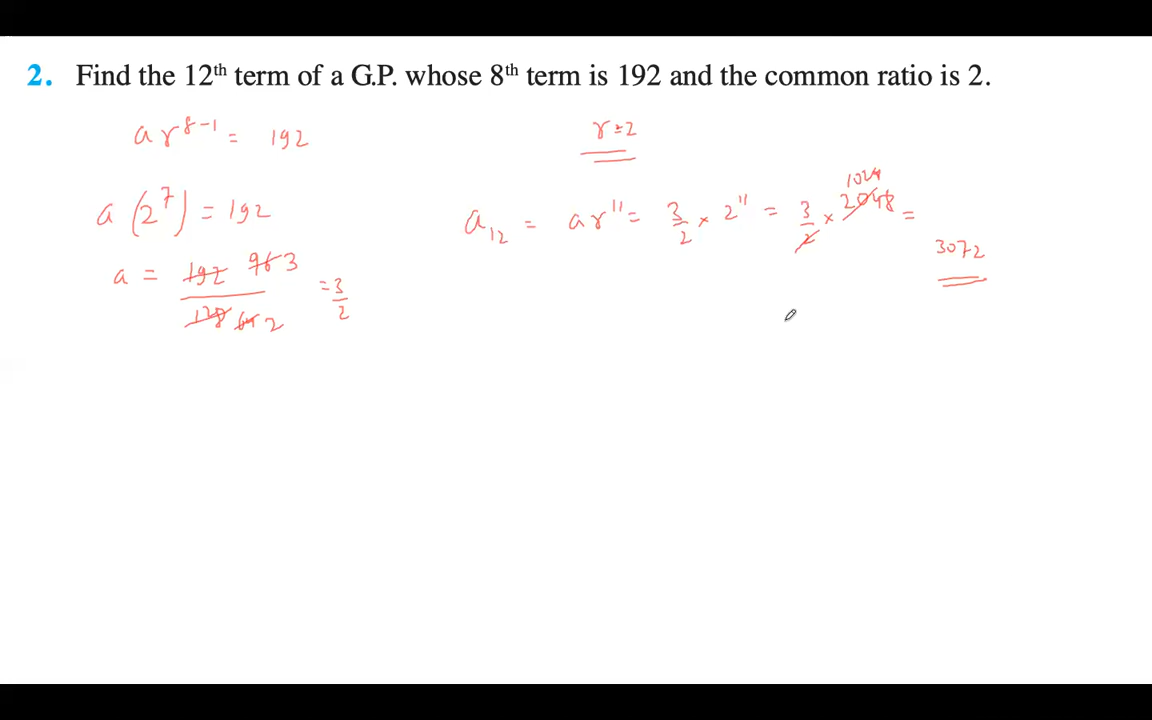 2. Find the 12th term of a G.P. whose 8th term is 192 and the common ratio is 2.
ar^8-1 = 192
r=2
a (2^7) = 192
a12 = ar^11 = 3/2 × 2^11 = 3/2 × 2048 1024 =
3072
a = 192 96 3 / 128 64 2 = 3/2